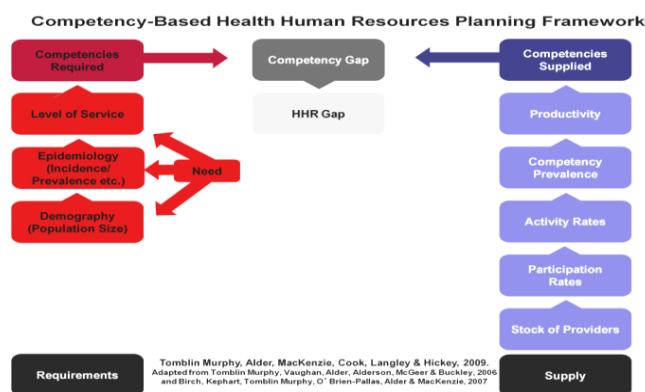 Competency-Based Health Human Resources Planning Framework
Competencies
Required
Competency Gap
Competencies
Supplied
Level of Service
HHR Gap
Productivity
Epidemiology
(Incidence/
Prevalence etc.)
Need
Competency
Prevalence
Demography
(Population Size)
Activity Rates
Participation
Rates
Stock of Providers
Requirements
Tomblin Murphy, Alder, MacKenzie, Cook, Langley & Hickey, 2009.
Adapted from Tomblin Murphy, Vaughan, Alder, Alderson, McGeer & Buckley, 2006
and Birch, Kephart, Tomblin Murphy, O' Brien-Pallas, Alder & MacKenzie, 2007
Supply